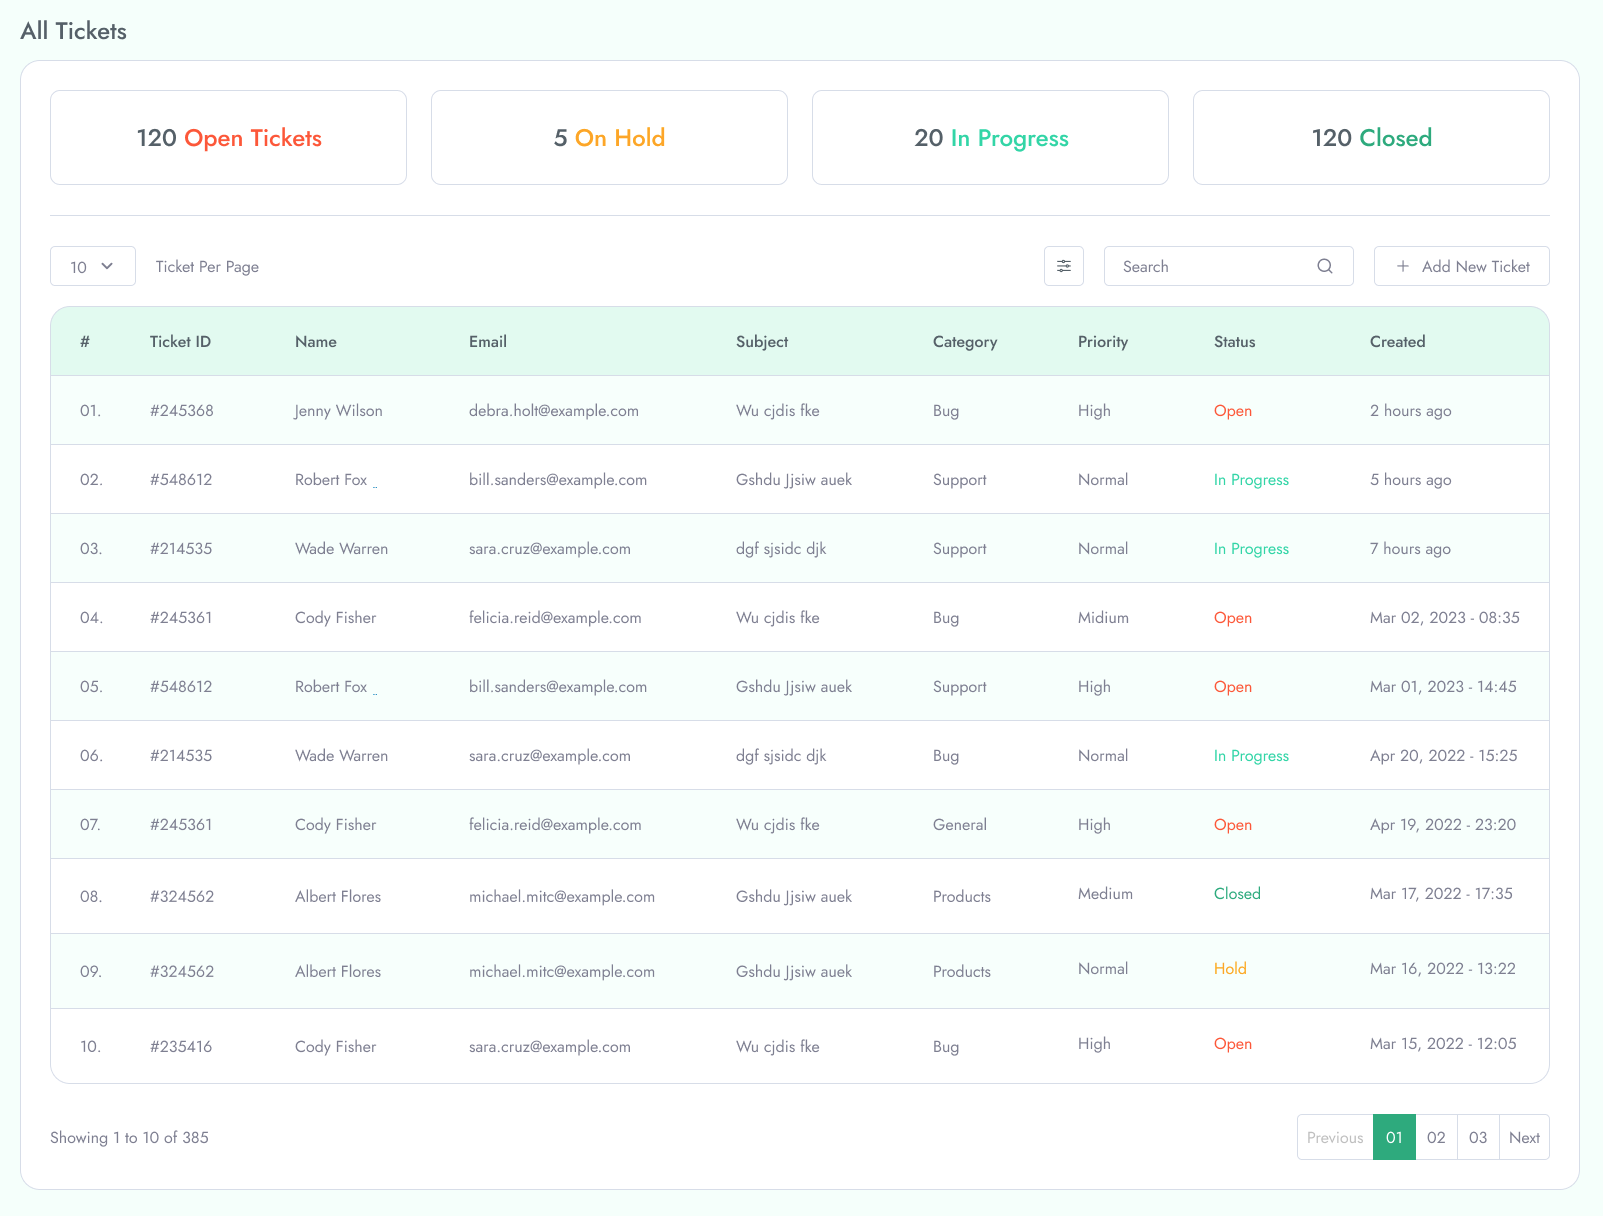 All Tickets
120 Open Tickets 5 On Hold 20 In Progress 120 Closed
10 Ticket Per Page Search + Add New Ticket
# Ticket ID Name Email Subject Category Priority Status Created
01. #245368 Jenny Wilson debra.holt@example.com Wu cjdis fke Bug High Open 2 hours ago
02. #548612 Robert Fox _ bill.sanders@example.com Gshdu Jjsiw auek Support Normal In Progress 5 hours ago
03. #214535 Wade Warren sara.cruz@example.com dgf sjsidc djk Support Normal In Progress 7 hours ago
04. #245361 Cody Fisher felicia.reid@example.com Wu cjdis fke Bug Midium Open Mar 02, 2023 - 08:35
05. #548612 Robert Fox _ bill.sanders@example.com Gshdu Jjsiw auek Support High Open Mar 01, 2023 - 14:45
06. #214535 Wade Warren sara.cruz@example.com dgf sjsidc djk Bug Normal In Progress Apr 20, 2022 - 15:25
07. #245361 Cody Fisher felicia.reid@example.com Wu cjdis fke General High Open Apr 19, 2022 - 23:20
08. #324562 Albert Flores michael.mitc@example.com Gshdu Jjsiw auek Products Medium Closed Mar 17, 2022 - 17:35
09. #324562 Albert Flores michael.mitc@example.com Gshdu Jjsiw auek Products Normal Hold Mar 16, 2022 - 13:22
10. #235416 Cody Fisher sara.cruz@example.com Wu cjdis fke Bug High Open Mar 15, 2022 - 12:05
Showing 1 to 10 of 385 Previous 01 02 03 Next